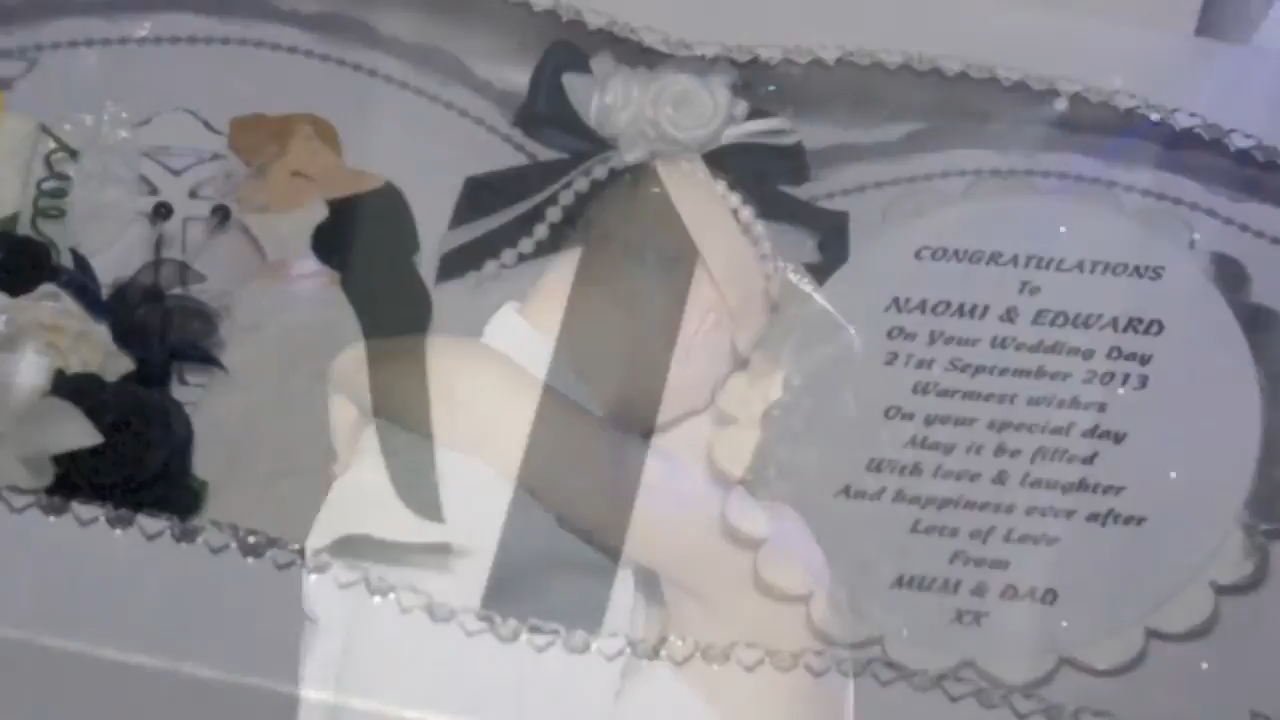 CONGRATULATIONS
To
NAOMI & EDWARD
On Your Wedding Day
21st September 2013
Warmest wishes
On your special day
May it be filled
With love & laughter
And happiness ever after
Lots of Love
From
MUM & DAD
XX